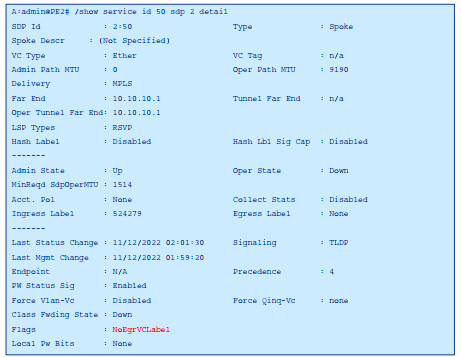 A:admin@PE2# /show service id 50 sdp 2 detail
SDP Id : 2:50 Type : Spoke
Spoke Descr : (Not Specified)
VC Type : Ether VC Tag : n/a
Admin Path MTU : 0 Oper Path MTU : 9190
Delivery : MPLS
Far End : 10.10.10.1 Tunnel Far End : n/a
Oper Tunnel Far End: 10.10.10.1
LSP Types : RSVP
Hash Label : Disabled Hash Lbl Sig Cap : Disabled
-------
Admin State : Up Oper State : Down
MinReqd SdpOperMTU : 1514
Acct. Pol : None Collect Stats : Disabled
Ingress Label : 524279 Egress Label : None
-------
Last Status Change : 11/12/2022 02:01:30 Signaling : TLDP
Last Mgmt Change : 11/12/2022 01:59:20
Endpoint : N/A Precedence : 4
PW Status Sig : Enabled
Force Vlan-Vc : Disabled Force Qinq-Vc : none
Class Fwding State : Down
Flags : NoEgrVCLabel
Local Pw Bits : None